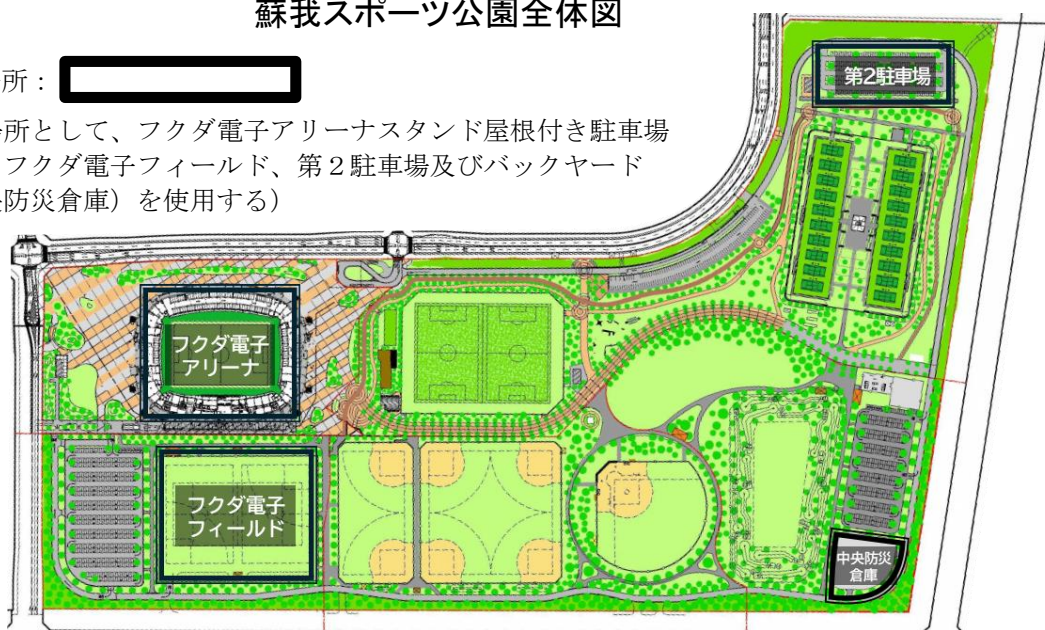 蘇我スポーツ公園全体図
所：
所として、フクダ電子アリーナスタンド屋根付き駐車場
フクダ電子フィールド、第２駐車場及びバックヤード
防災倉庫）を使用する）
第2駐車場
フクダ電子
アリーナ
フクダ電子
フィールド
中央防災
倉庫